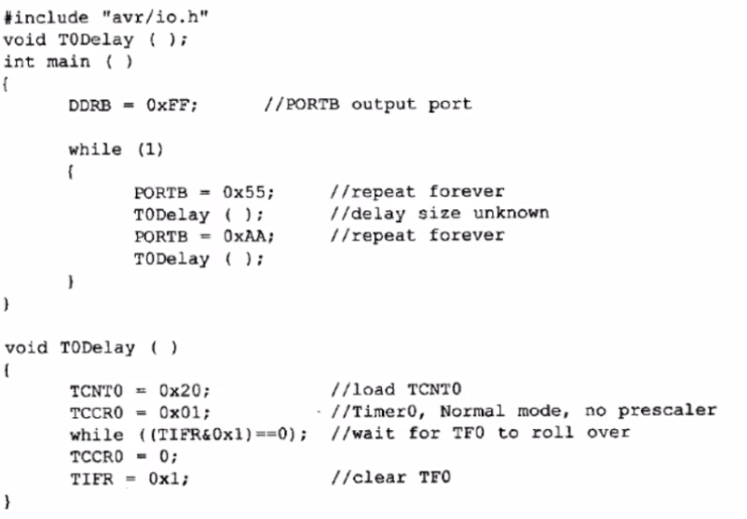 #include "avr/io.h"
void T0Delay ( );
int main ( )
{
DDRB = 0xFF; //PORTB output port
while (1)
{
PORTB = 0x55; //repeat forever
T0Delay ( ); //delay size unknown
PORTB = 0xAA; //repeat forever
T0Delay ( );
}
}
void T0Delay ( )
{
TCNT0 = 0x20; //load TCNT0
TCCR0 = 0x01; //Timer0, Normal mode, no prescaler
while ((TIFR&0x1)==0); //wait for TF0 to roll over
TCCR0 = 0;
TIFR = 0x1; //clear TF0
}